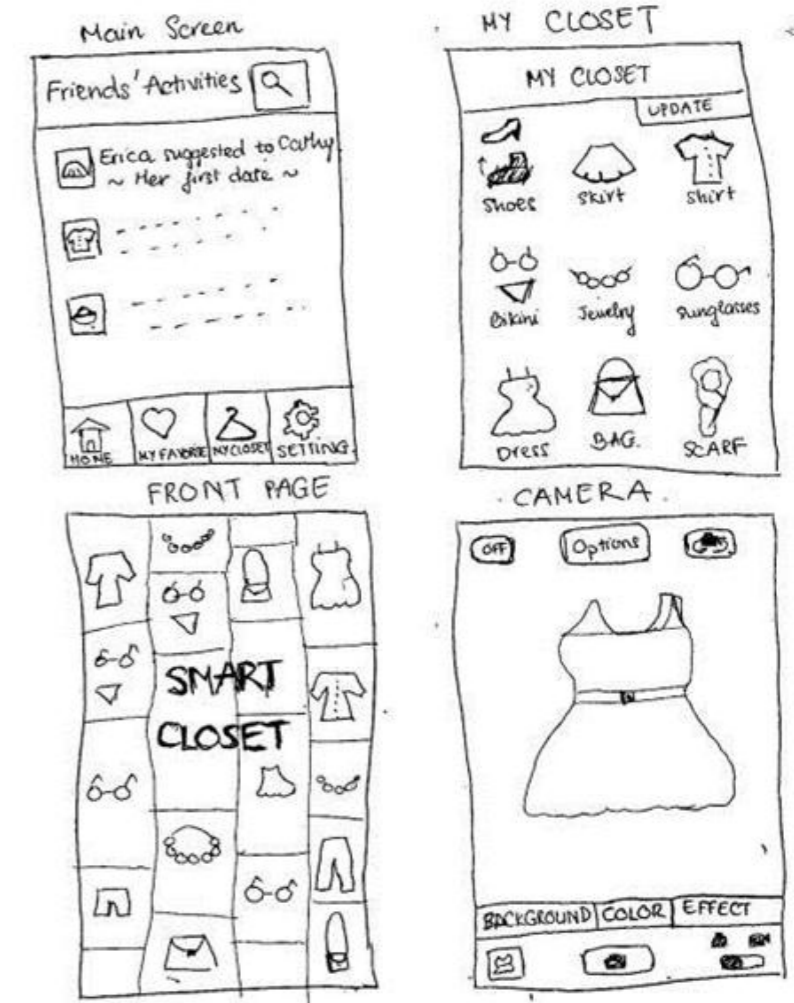 Main Screen
Friends' Activities
Erica suggested to Cathy
~ Her first date ~
HOME
MY FAVORITE
MY CLOSET
SETTING
MY CLOSET
MY CLOSET
UPDATE
Shoes
Skirt
Shirt
Bikini
Jewelry
Sunglasses
Dress
BAG.
SCARF
FRONT PAGE
SMART
CLOSET
. CAMERA.
OFF
Options
BACKGROUND
COLOR
EFFECT